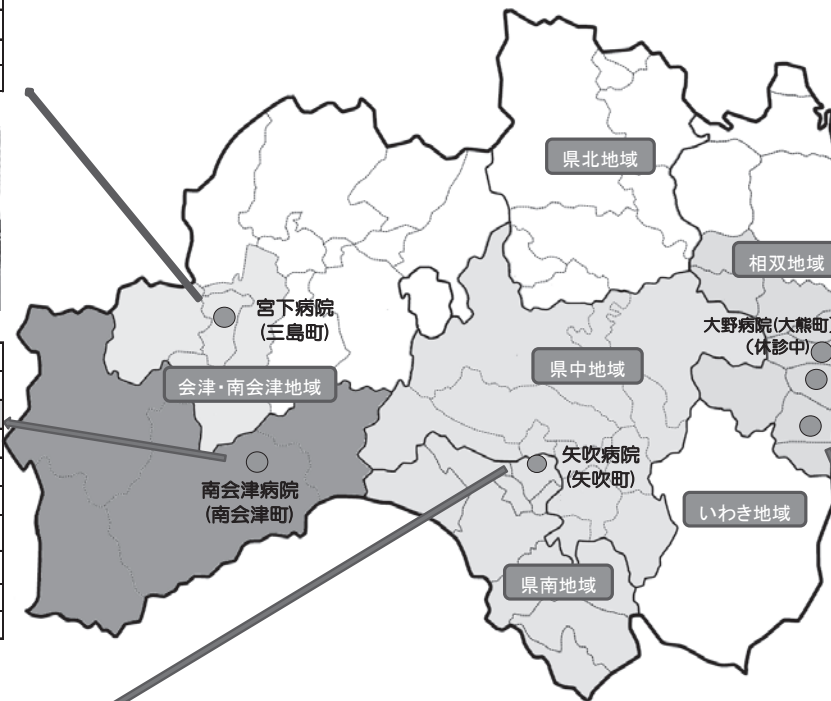 県北地域
相双地域
宮下病院
(三島町)
大野病院(大熊町)
(休診中)
会津・南会津地域
県中地域
矢吹病院
(矢吹町)
南会津病院
(南会津町)
いわき地域
県南地域